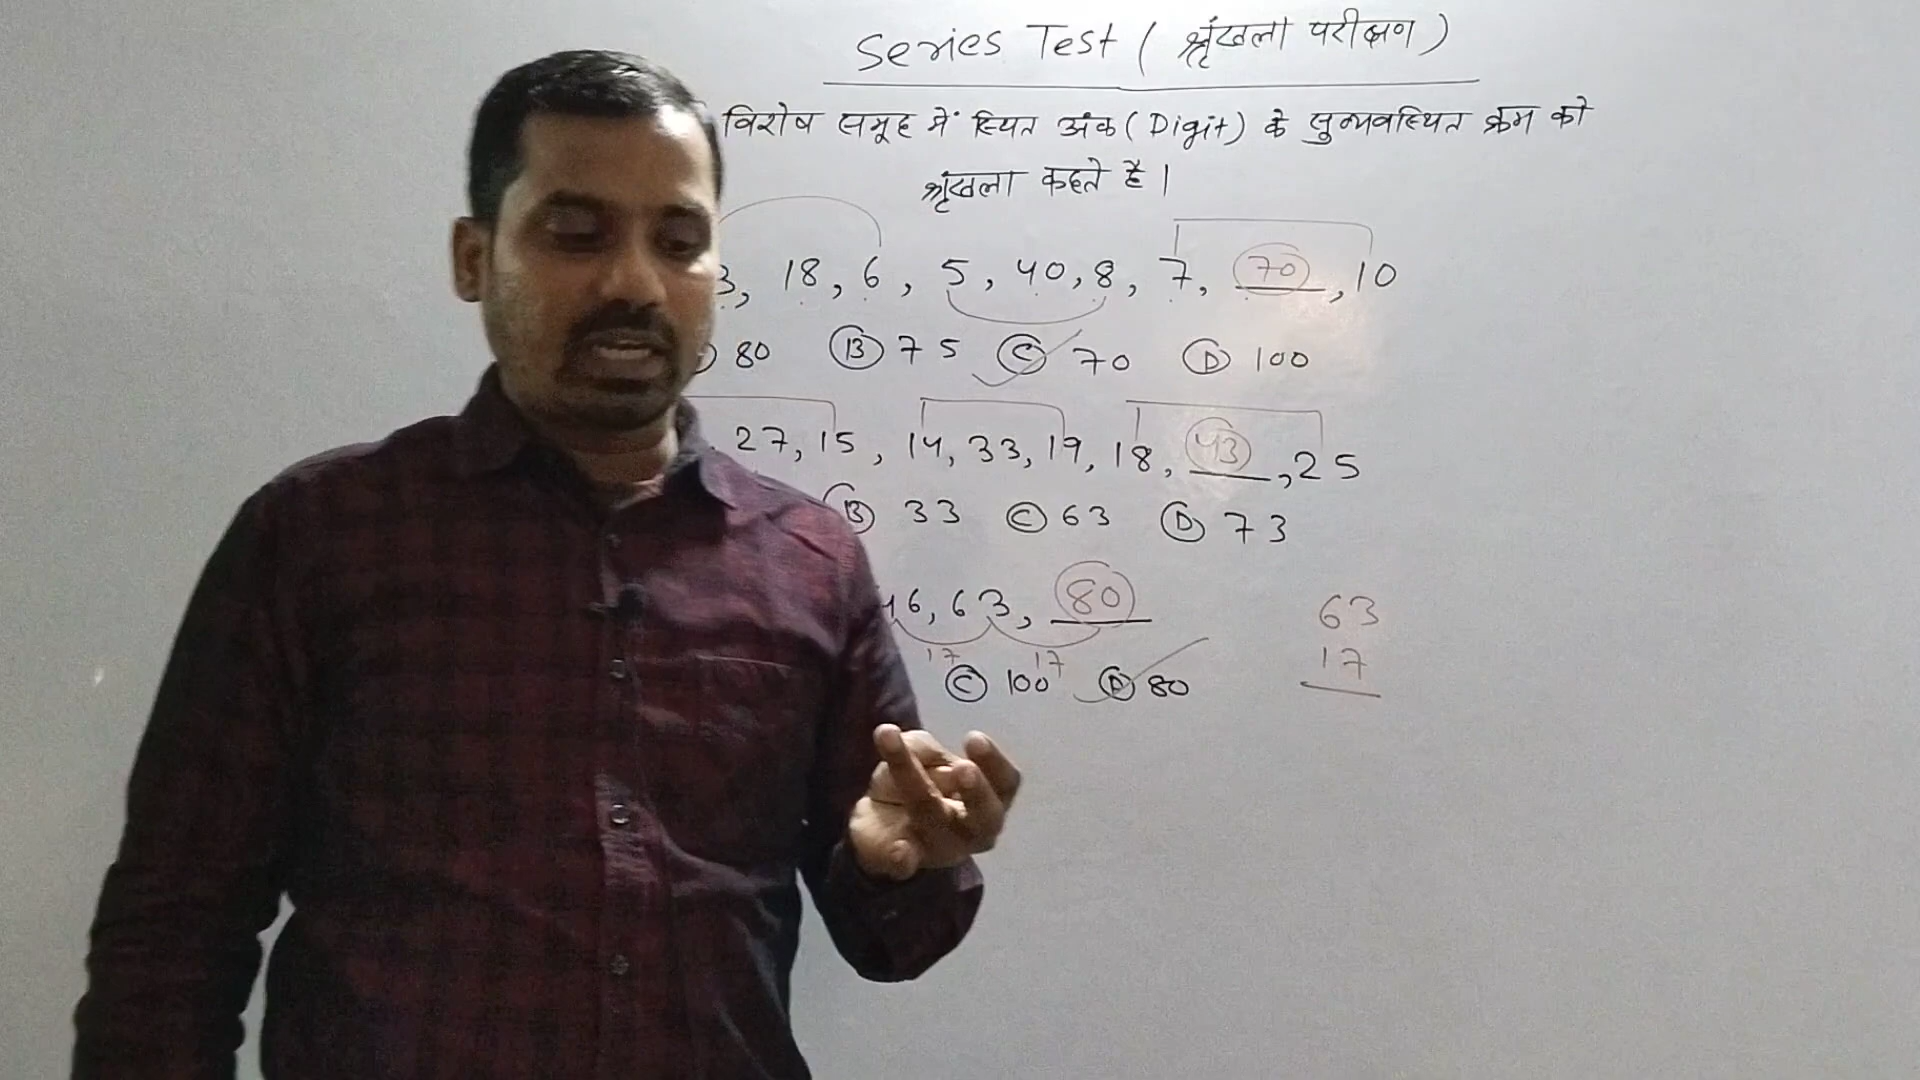 Series Test ( श्रृंखला परीक्षण )
विशेष समूह में स्थित अंक ( Digit ) के सुव्यवस्थित क्रम को
श्रृंखला कहते है ।
3, 18, 6, 5, 40, 8, 7, 70, 10
80 (B) 75 (C) 70 (D) 100
27, 15, 14, 33, 19, 18, 43, 25
(B) 33 (C) 63 (D) 73
46, 63, 80
17 17
(C) 100 (D) 80
63
17